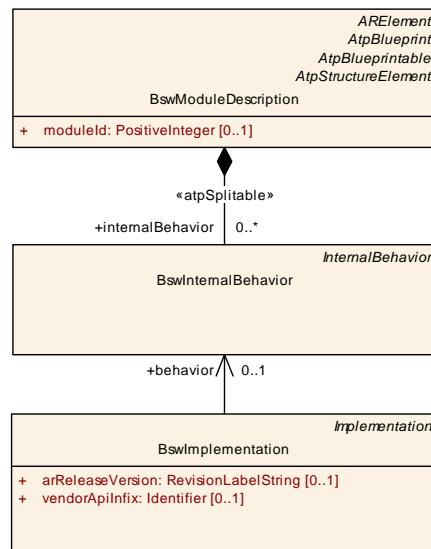 ARElement
AtpBlueprint
AtpBlueprintable
AtpStructureElement
BswModuleDescription
+ moduleId: PositiveInteger [0..1]
«atpSplitable»
+internalBehavior 0..*
InternalBehavior
BswInternalBehavior
+behavior 0..1
Implementation
BswImplementation
+ arReleaseVersion: RevisionLabelString [0..1]
+ vendorApiInfix: Identifier [0..1]